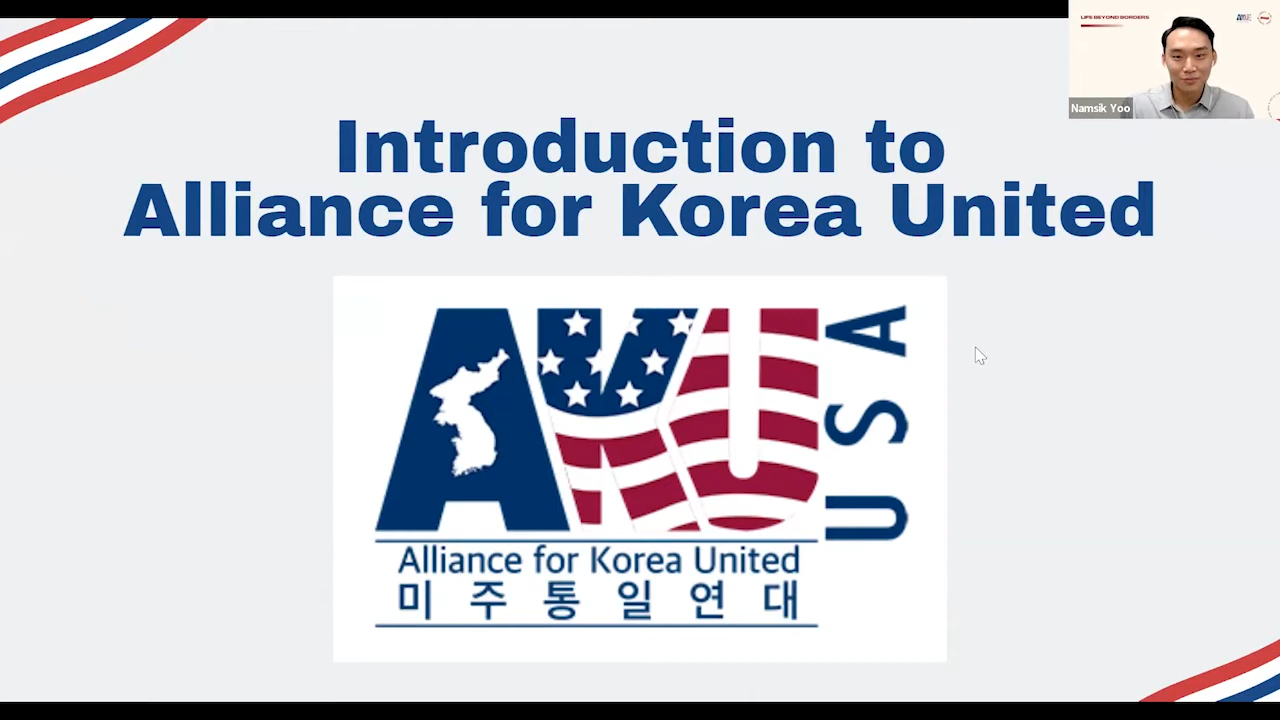 LIFE BEYOND BORDERS
Namsik Yoo
Introduction to
Alliance for Korea United
AKU
USA
Alliance for Korea United
미주통일연대